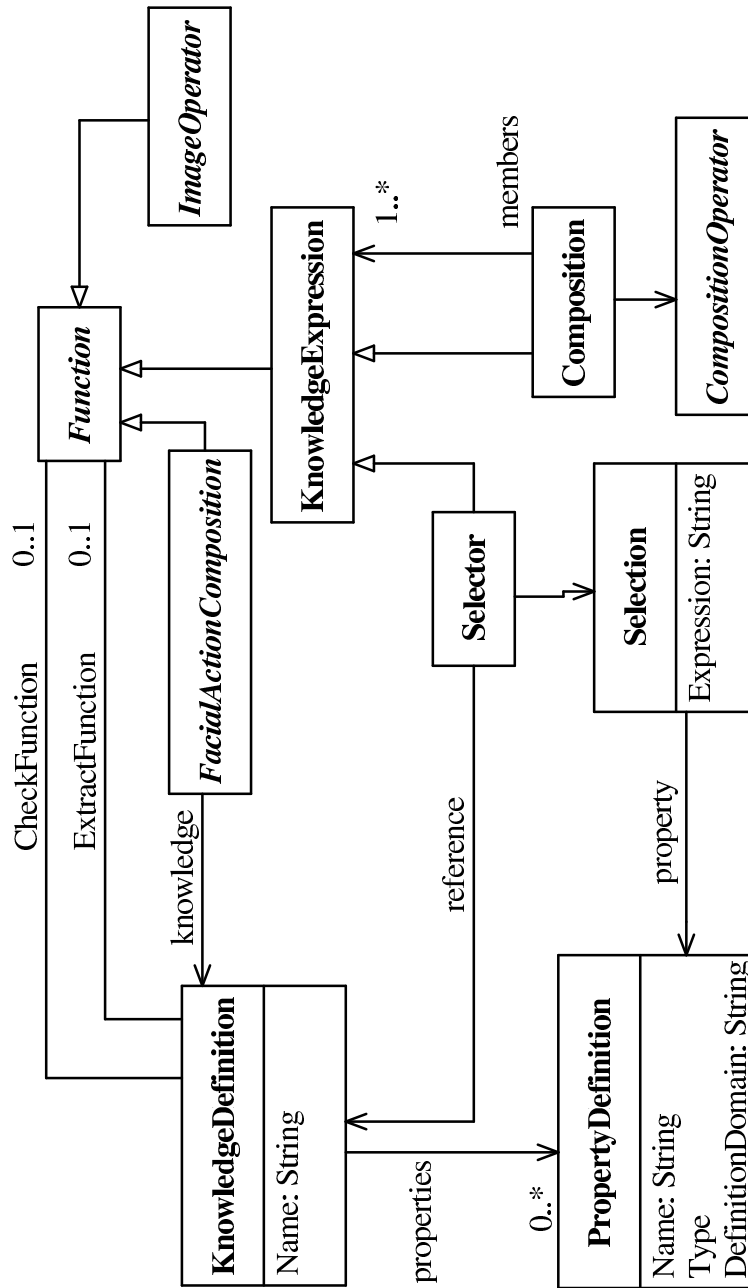 CheckFunction
0..1
ExtractFunction
0..1
Function
ImageOperator
knowledge
FacialActionComposition
KnowledgeDefinition
Name: String
KnowledgeExpression
1..*
reference
Selector
members
Composition
properties
0..*
PropertyDefinition
Name: String
Type
DefinitionDomain: String
property
Selection
Expression: String
CompositionOperator